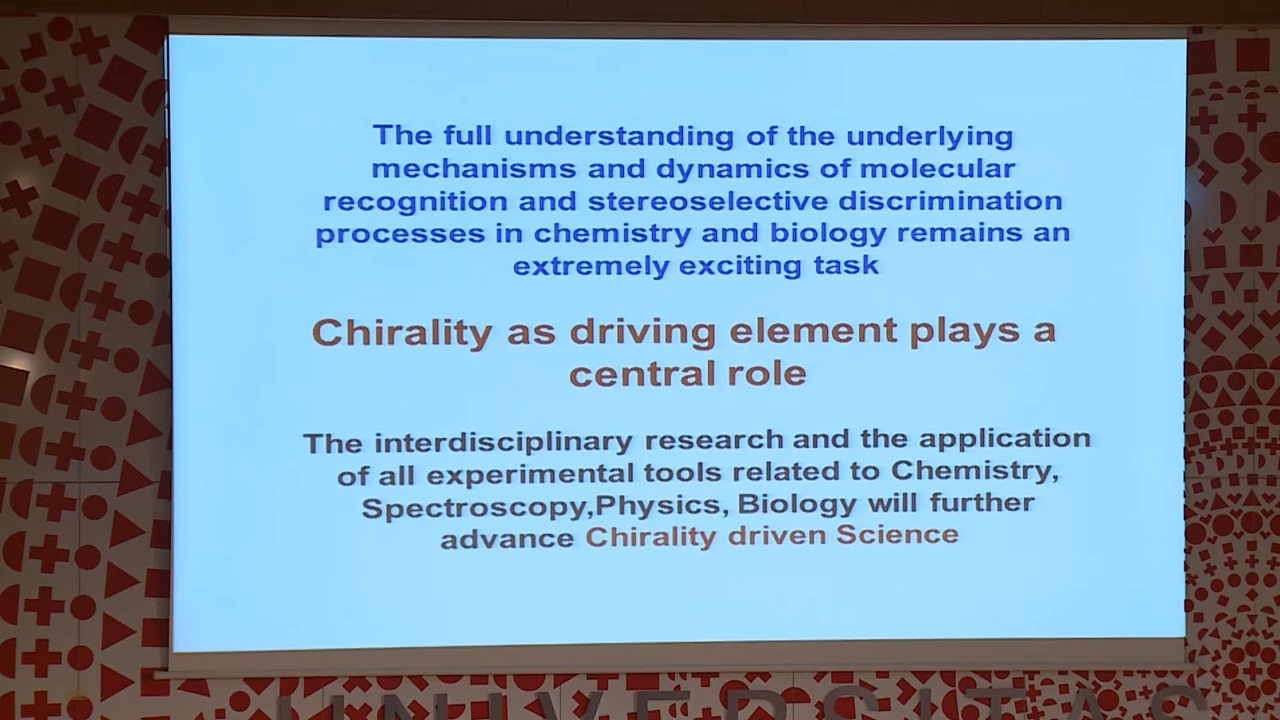 The full understanding of the underlying
mechanisms and dynamics of molecular
recognition and stereoselective discrimination
processes in chemistry and biology remains an
extremely exciting task
Chirality as driving element plays a
central role
The interdisciplinary research and the application
of all experimental tools related to Chemistry,
Spectroscopy,Physics, Biology will further
advance Chirality driven Science
UNIVERSITAS